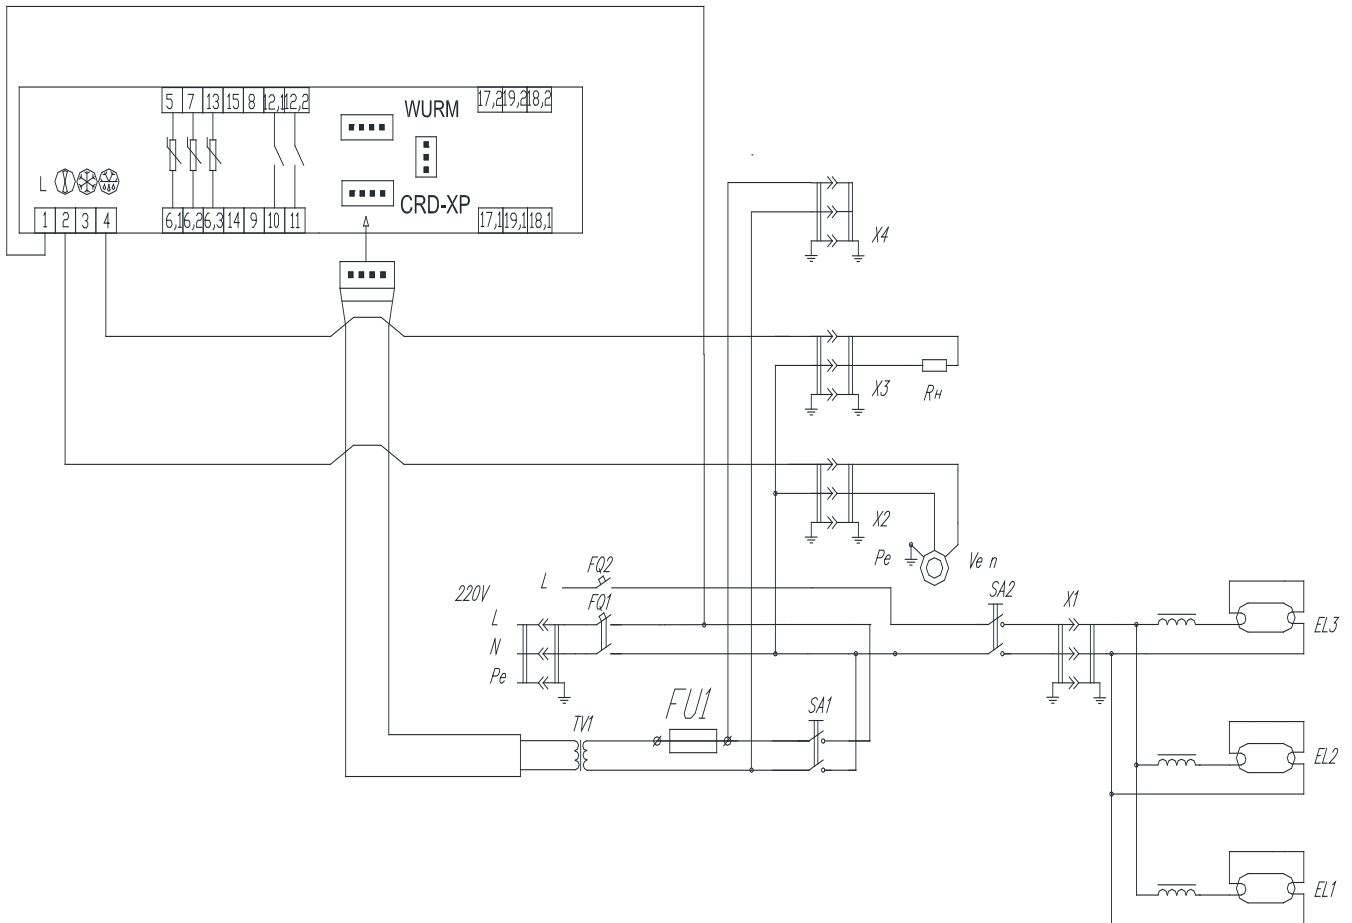 5 7 13 15 8 12,1 12,2
17,2 19,2 18,2
WURM
L
CRD-XP
1 2 3 4
6,1 6,2 6,3 14 9 10 11
17,1 19,1 18,1
X4
X3
Rн
X2
Pe
Ve n
FQ2
L
220V
FQ1
SA2
X1
L
EL3
N
Pe
FU1
SA1
TV1
EL2
EL1